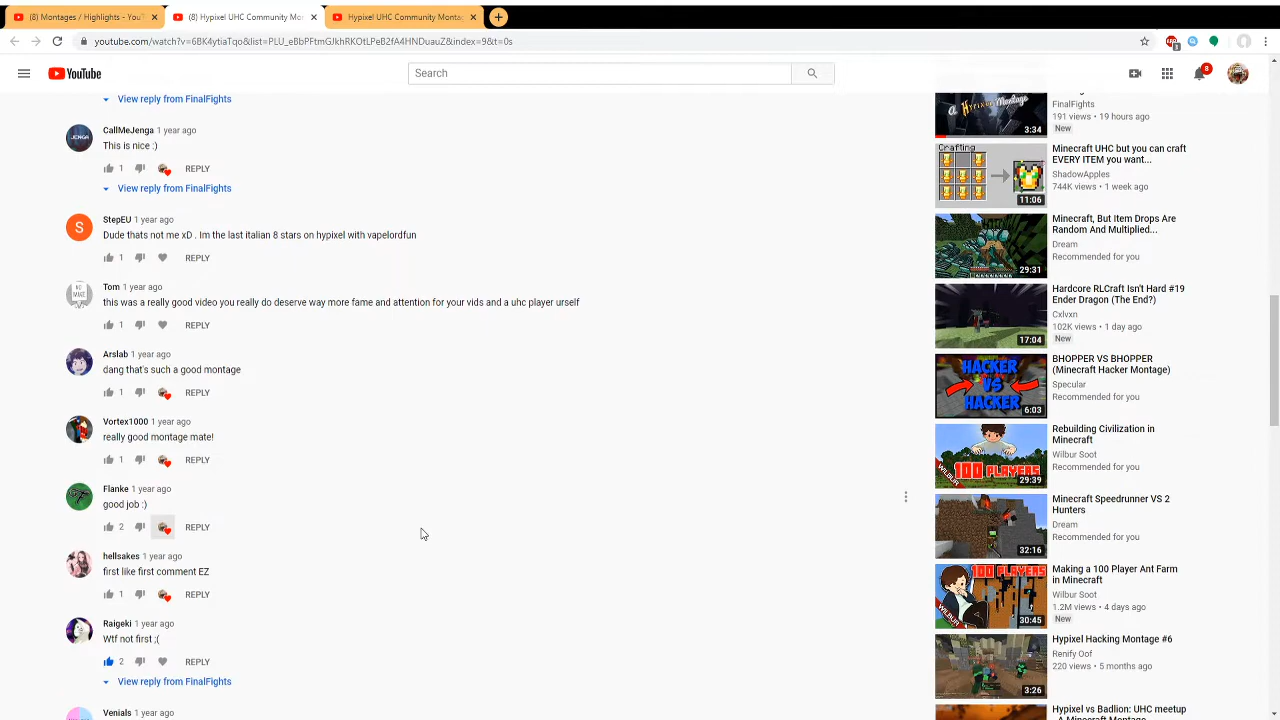 (8) Montages / Highlights - YouT
(8) Hypixel UHC Community Mo
Hypixel UHC Community Monta
youtube.com/watch?v=6BK4ytiaTqo&list=PLU_eBbPFtmGJkhRKOtLPeB2fA4HNDuauZ&index=9&t=0s
YouTube
Search
8
View reply from FinalFights
CallMeJenga 1 year ago
This is nice :)
1 REPLY
View reply from FinalFights
StepEU 1 year ago
Dude thats not me xD . Im the last italian 8 stars on hypixel with vapelordfun
1 REPLY
Tom 1 year ago
this was a really good video you really do deserve way more fame and attention for your vids and a uhc player urself
1 REPLY
Arslab 1 year ago
dang that's such a good montage
1 REPLY
Vortex1000 1 year ago
really good montage mate!
1 REPLY
Flanke 1 year ago
good job :)
2 REPLY
hellsakes 1 year ago
first like first comment EZ
1 REPLY
Raigeki 1 year ago
Wtf not first ;(
2 REPLY
View reply from FinalFights
Venials 1 year ago
A Hypixel Montage
3:34
FinalFights
191 views • 19 hours ago
New
Crafting
11:06
Minecraft UHC but you can craft
EVERY ITEM you want...
ShadowApples
744K views • 1 week ago
29:31
Minecraft, But Item Drops Are
Random And Multiplied...
Dream
Recommended for you
17:04
Hardcore RLCraft Isn't Hard #19
Ender Dragon (The End?)
Cxlvxn
102K views • 1 day ago
New
HACKER
VS
HACKER
6:03
BHOPPER VS BHOPPER
(Minecraft Hacker Montage)
Specular
Recommended for you
WILBUR
100 PLAYERS
29:39
Rebuilding Civilization in
Minecraft
Wilbur Soot
Recommended for you
32:16
Minecraft Speedrunner VS 2
Hunters
Dream
Recommended for you
100 PLAYERS
WILBUR
30:45
Making a 100 Player Ant Farm
in Minecraft
Wilbur Soot
1.2M views • 4 days ago
New
3:26
Hypixel Hacking Montage #6
Renify Oof
220 views • 5 months ago
Hypixel vs Badlion: UHC meetup
- A Minecraft Montage